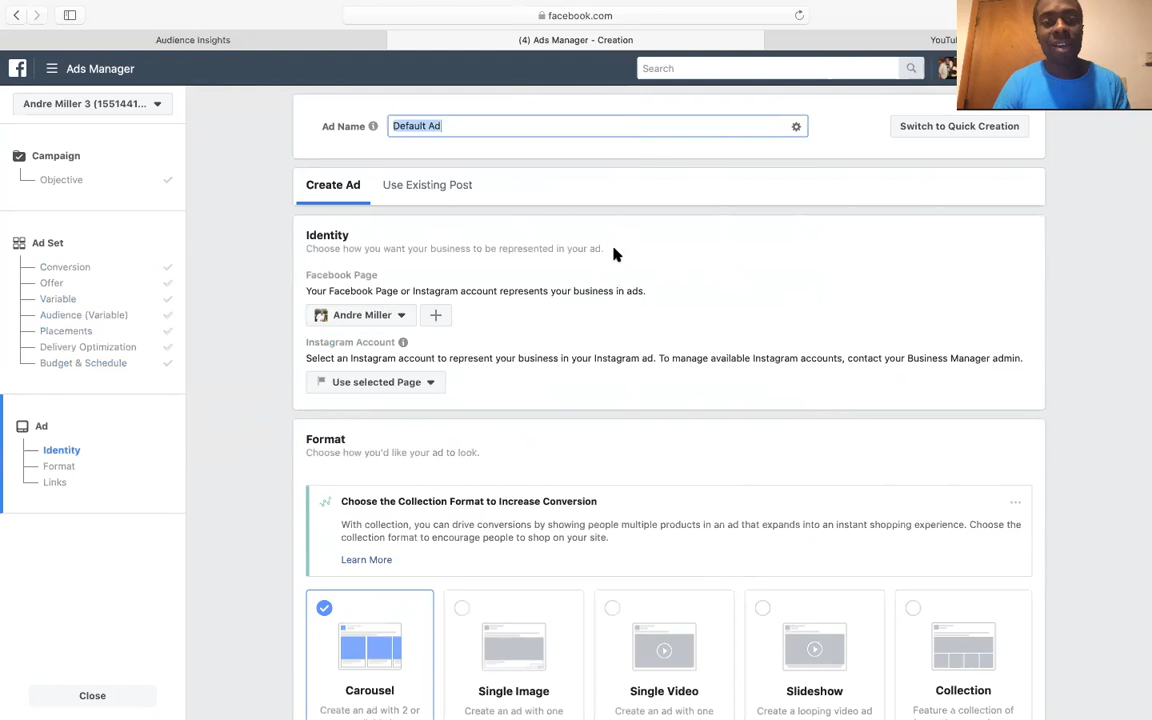 facebook.com
Audience Insights
(4) Ads Manager - Creation
YouTu
Ads Manager
Search
Andre Miller 3 (1551441...
Ad Name
Default Ad
Switch to Quick Creation
Campaign
Objective
Create Ad
Use Existing Post
Identity
Choose how you want your business to be represented in your ad.
Ad Set
Conversion
Offer
Variable
Audience (Variable)
Placements
Delivery Optimization
Budget & Schedule
Facebook Page
Your Facebook Page or Instagram account represents your business in ads.
Andre Miller
Instagram Account
Select an Instagram account to represent your business in your Instagram ad. To manage available Instagram accounts, contact your Business Manager admin.
Use selected Page
Ad
Identity
Format
Links
Format
Choose how you'd like your ad to look.
Choose the Collection Format to Increase Conversion
With collection, you can drive conversions by showing people multiple products in an ad that expands into an instant shopping experience. Choose the
collection format to encourage people to shop on your site.
Learn More
Carousel
Single Image
Single Video
Slideshow
Collection
Create an ad with 2 or
Create an ad with one
Create an ad with one
Create a looping video ad
Feature a collection of
Close